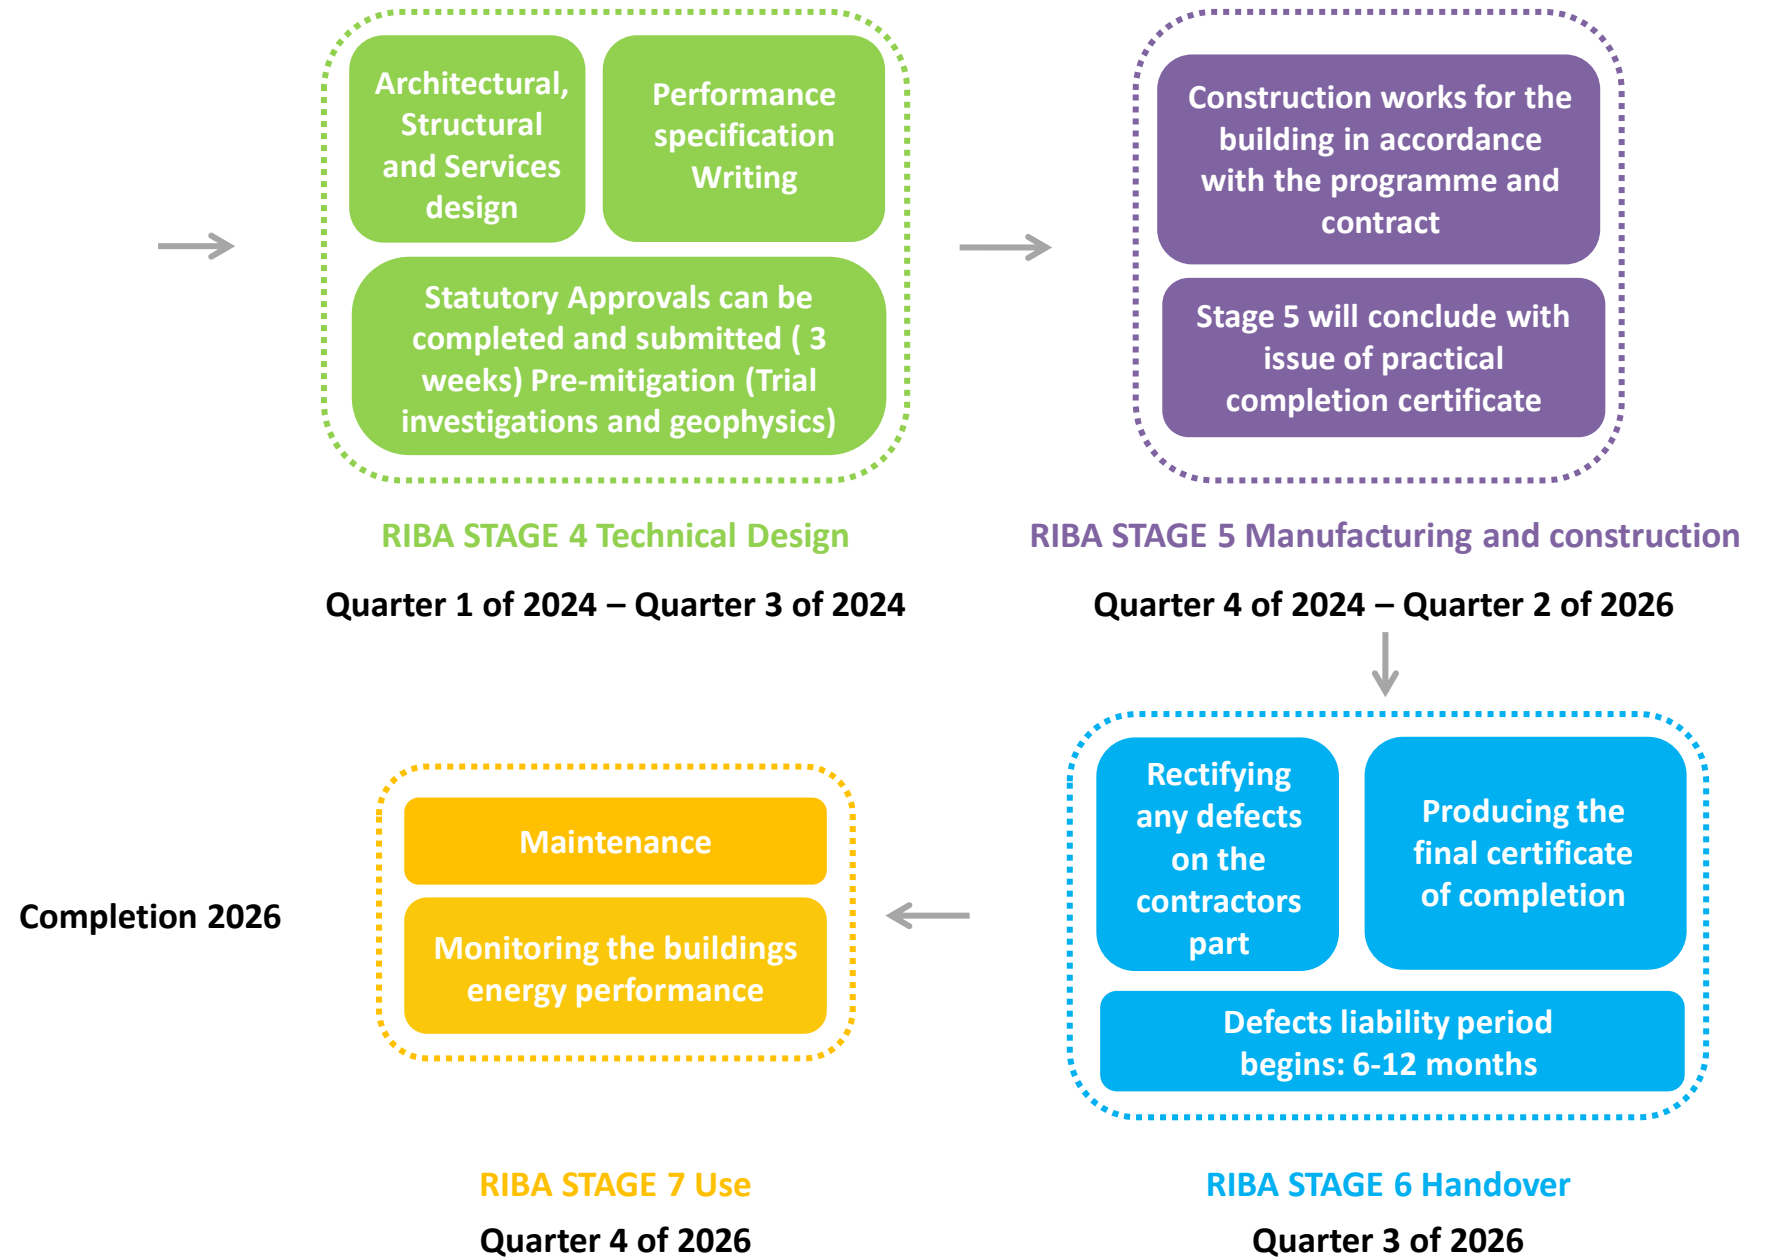 Architectural,
Structural
and Services
design
Performance
specification
Writing
Statutory Approvals can be
completed and submitted ( 3
weeks) Pre-mitigation (Trial
investigations and geophysics)
RIBA STAGE 4 Technical Design
Quarter 1 of 2024 – Quarter 3 of 2024
Construction works for the
building in accordance
with the programme and
contract
Stage 5 will conclude with
issue of practical
completion certificate
RIBA STAGE 5 Manufacturing and construction
Quarter 4 of 2024 – Quarter 2 of 2026
Rectifying
any defects
on the
contractors
part
Producing the
final certificate
of completion
Defects liability period
begins: 6-12 months
RIBA STAGE 6 Handover
Quarter 3 of 2026
Maintenance
Monitoring the buildings
energy performance
RIBA STAGE 7 Use
Quarter 4 of 2026
Completion 2026